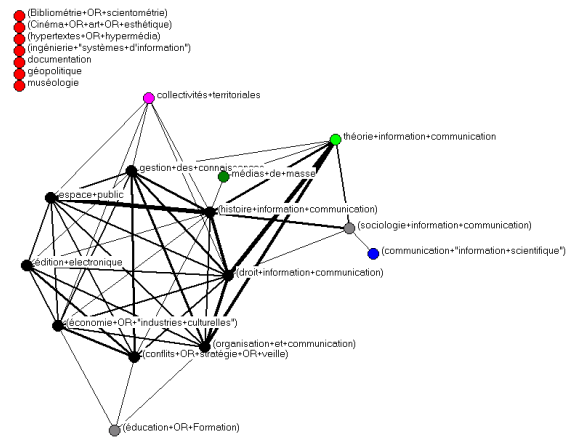 (Bibliométrie+OR+scientométrie)
(Cinéma+OR+art+OR+esthétique)
(hypertextes+OR+hypermédia)
(ingénierie+"systèmes+d'information")
documentation
géopolitique
muséologie
collectivités+territoriales
théorie+information+communication
gestion+des+connaissances
médias+de+masse
espace+public
(histoire+information+communication)
(sociologie+information+communication)
(communication+"information+scientifique")
édition+electronique
(droit+information+communication)
(économie+OR+"industries+culturelles")
(organisation+et+communication)
(conflits+OR+stratégie+OR+veille)
(éducation+OR+Formation)